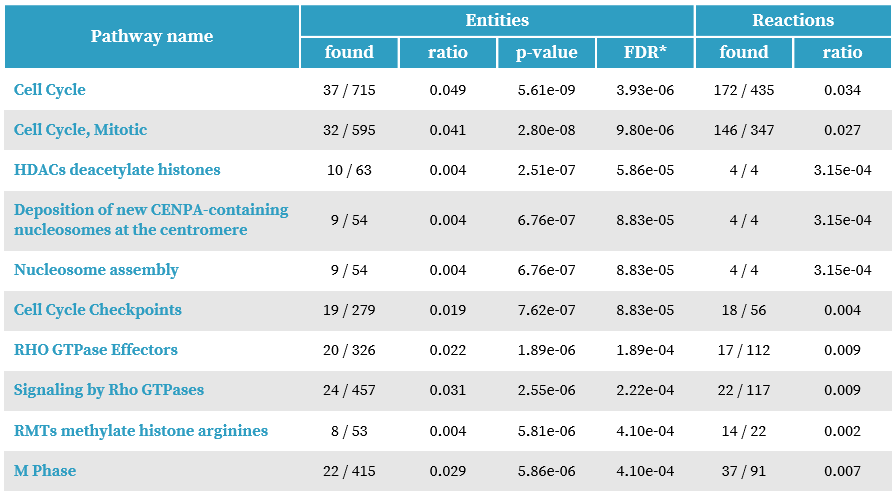 Pathway name Entities Reactions
found ratio p-value FDR* found ratio
Cell Cycle 37 / 715 0.049 5.61e-09 3.93e-06 172 / 435 0.034
Cell Cycle, Mitotic 32 / 595 0.041 2.80e-08 9.80e-06 146 / 347 0.027
HDACs deacetylate histones 10 / 63 0.004 2.51e-07 5.86e-05 4 / 4 3.15e-04
Deposition of new CENPA-containing
nucleosomes at the centromere 9 / 54 0.004 6.76e-07 8.83e-05 4 / 4 3.15e-04
Nucleosome assembly 9 / 54 0.004 6.76e-07 8.83e-05 4 / 4 3.15e-04
Cell Cycle Checkpoints 19 / 279 0.019 7.62e-07 8.83e-05 18 / 56 0.004
RHO GTPase Effectors 20 / 326 0.022 1.89e-06 1.89e-04 17 / 112 0.009
Signaling by Rho GTPases 24 / 457 0.031 2.55e-06 2.22e-04 22 / 117 0.009
RMTs methylate histone arginines 8 / 53 0.004 5.81e-06 4.10e-04 14 / 22 0.002
M Phase 22 / 415 0.029 5.86e-06 4.10e-04 37 / 91 0.007